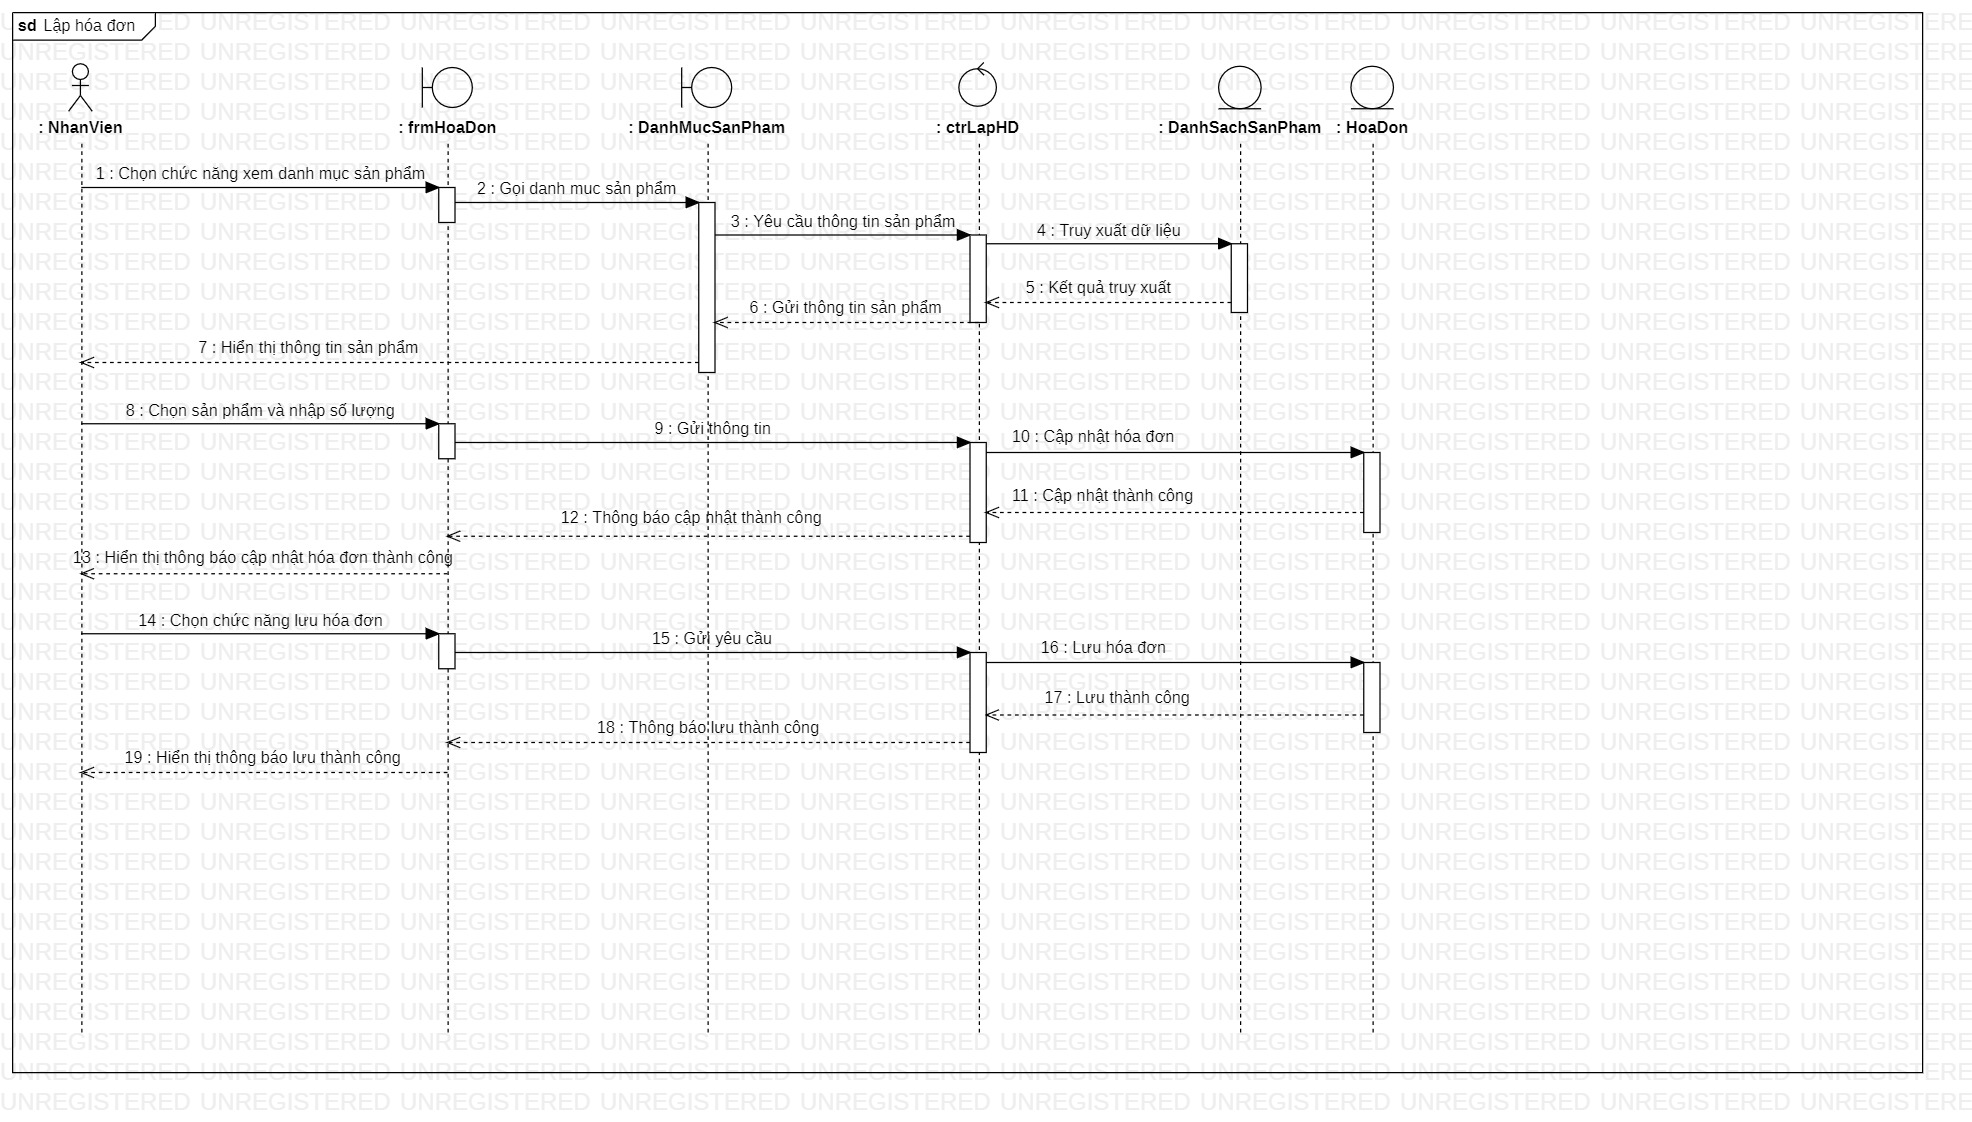 sd Lập hóa đơn
: NhanVien
: frmHoaDon
: DanhMucSanPham
: ctrLapHD
: DanhSachSanPham
: HoaDon
1 : Chọn chức năng xem danh mục sản phẩm
2 : Gọi danh muc sản phẩm
3 : Yêu cầu thông tin sản phẩm
4 : Truy xuất dữ liệu
5 : Kết quả truy xuất
6 : Gửi thông tin sản phẩm
7 : Hiển thị thông tin sản phẩm
8 : Chọn sản phẩm và nhập số lượng
9 : Gửi thông tin
10 : Cập nhật hóa đơn
11 : Cập nhật thành công
12 : Thông báo cập nhật thành công
13 : Hiển thị thông báo cập nhật hóa đơn thành công
14 : Chọn chức năng lưu hóa đơn
15 : Gửi yêu cầu
16 : Lưu hóa đơn
17 : Lưu thành công
18 : Thông báo lưu thành công
19 : Hiển thị thông báo lưu thành công
UNREGISTERED